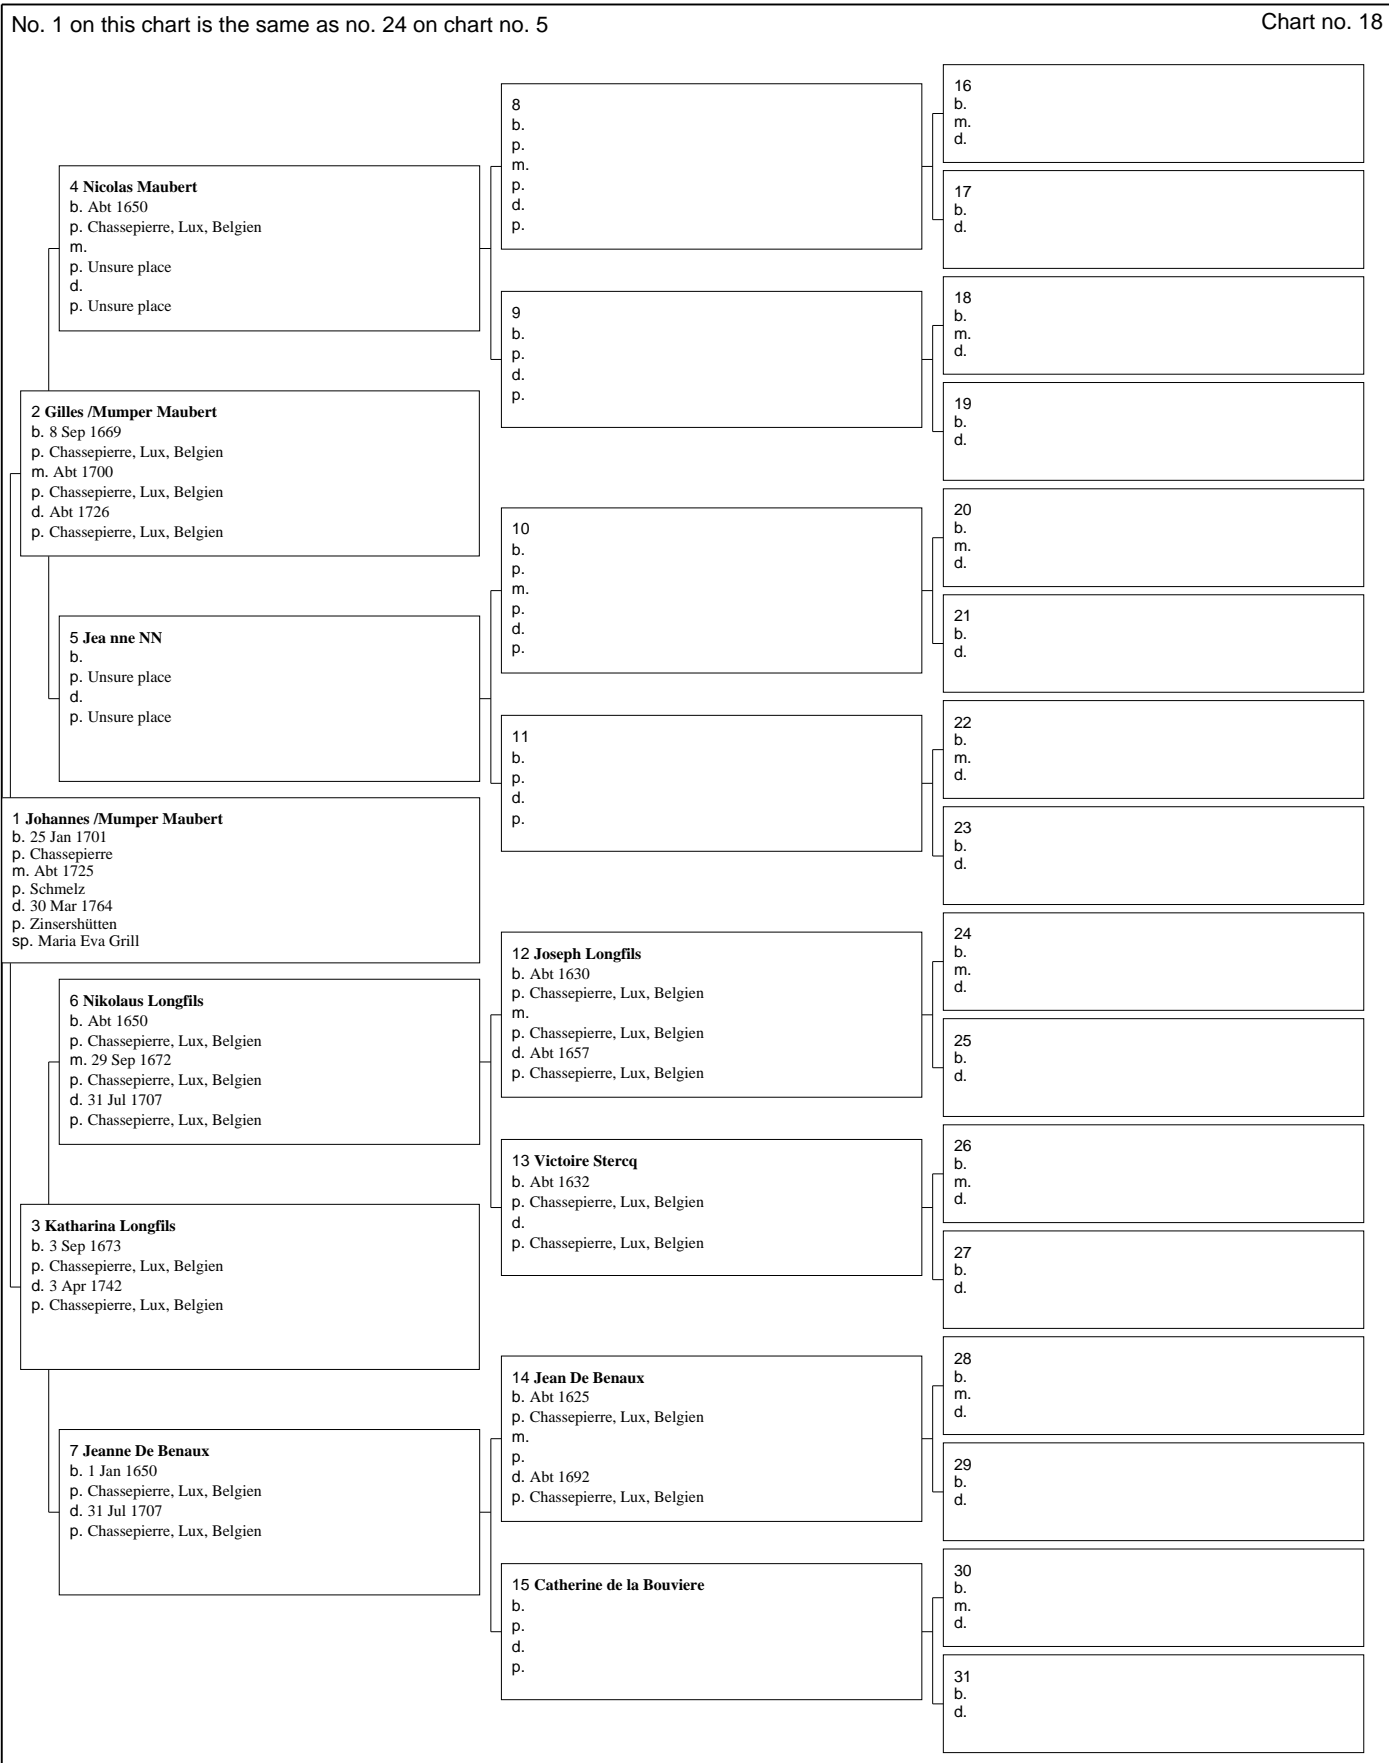 No. 1 on this chart is the same as no. 24 on chart no. 5
Chart no. 18
1 Johannes /Mumper Maubert
b. 25 Jan 1701
p. Chassepierre
m. Abt 1725
p. Schmelz
d. 30 Mar 1764
p. Zinsershütten
sp. Maria Eva Grill
2 Gilles /Mumper Maubert
b. 8 Sep 1669
p. Chassepierre, Lux, Belgien
m. Abt 1700
p. Chassepierre, Lux, Belgien
d. Abt 1726
p. Chassepierre, Lux, Belgien
3 Katharina Longfils
b. 3 Sep 1673
p. Chassepierre, Lux, Belgien
d. 3 Apr 1742
p. Chassepierre, Lux, Belgien
4 Nicolas Maubert
b. Abt 1650
p. Chassepierre, Lux, Belgien
m.
p. Unsure place
d.
p. Unsure place
5 Jea nne NN
b.
p. Unsure place
d.
p. Unsure place
6 Nikolaus Longfils
b. Abt 1650
p. Chassepierre, Lux, Belgien
m. 29 Sep 1672
p. Chassepierre, Lux, Belgien
d. 31 Jul 1707
p. Chassepierre, Lux, Belgien
7 Jeanne De Benaux
b. 1 Jan 1650
p. Chassepierre, Lux, Belgien
d. 31 Jul 1707
p. Chassepierre, Lux, Belgien
8
b.
p.
m.
p.
d.
p.
9
b.
p.
d.
p.
10
b.
p.
m.
p.
d.
p.
11
b.
p.
d.
p.
12 Joseph Longfils
b. Abt 1630
p. Chassepierre, Lux, Belgien
m.
p. Chassepierre, Lux, Belgien
d. Abt 1657
p. Chassepierre, Lux, Belgien
13 Victoire Stercq
b. Abt 1632
p. Chassepierre, Lux, Belgien
d.
p. Chassepierre, Lux, Belgien
14 Jean De Benaux
b. Abt 1625
p. Chassepierre, Lux, Belgien
m.
p.
d. Abt 1692
p. Chassepierre, Lux, Belgien
15 Catherine de la Bouviere
b.
p.
d.
p.
16
b.
m.
d.
17
b.
d.
18
b.
m.
d.
19
b.
d.
20
b.
m.
d.
21
b.
d.
22
b.
m.
d.
23
b.
d.
24
b.
m.
d.
25
b.
d.
26
b.
m.
d.
27
b.
d.
28
b.
m.
d.
29
b.
d.
30
b.
m.
d.
31
b.
d.